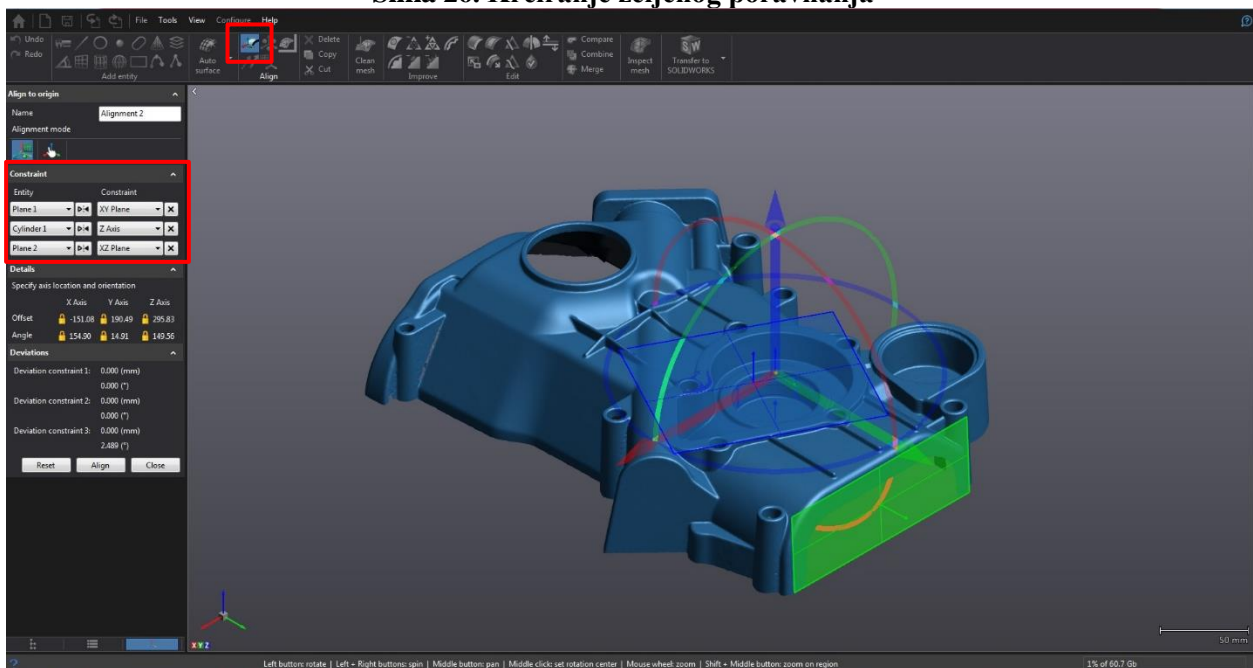 Slika 26. Kreiranje željenog poravnanja
File Tools View Configure Help
Undo
Redo
Add entity
Auto surface
Align
Delete
Copy
Cut
Clean mesh
Improve
Edit
Compare
Combine
Merge
Inspect mesh
Transfer to SOLIDWORKS
Align to origin
Name Alignment 2
Alignment mode
Constraint
Entity Constraint
Plane 1 XY Plane
Cylinder 1 Z Axis
Plane 2 XZ Plane
Details
Specify axis location and orientation
X Axis Y Axis Z Axis
Offset -151.08 190.49 295.83
Angle 154.90 14.91 149.56
Deviations
Deviation constraint 1: 0.000 (mm)
0.000 (°)
Deviation constraint 2: 0.000 (mm)
0.000 (°)
Deviation constraint 3: 0.000 (mm)
2.489 (°)
Reset Align Close
X Y Z
50 mm
Left button: rotate | Left + Right buttons: spin | Middle button: pan | Middle click: set rotation center | Mouse wheel: zoom | Shift + Middle button: zoom on region
1% of 60.7 Gb